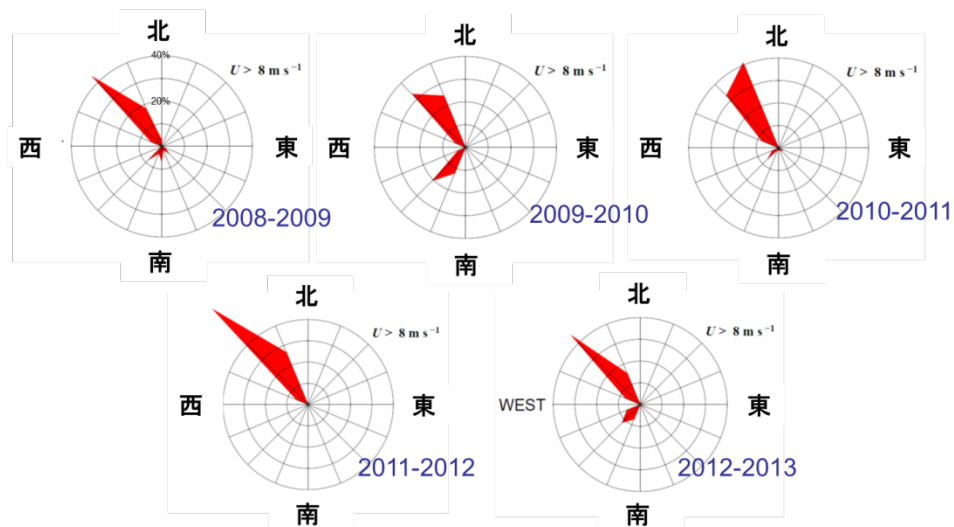 北
40%
U > 8 m s⁻¹
20%
西
東
2008-2009
南
北
U > 8 m s⁻¹
西
東
2009-2010
南
北
U > 8 m s⁻¹
西
東
2010-2011
南
北
U > 8 m s⁻¹
西
東
2011-2012
南
北
U > 8 m s⁻¹
WEST
東
2012-2013
南